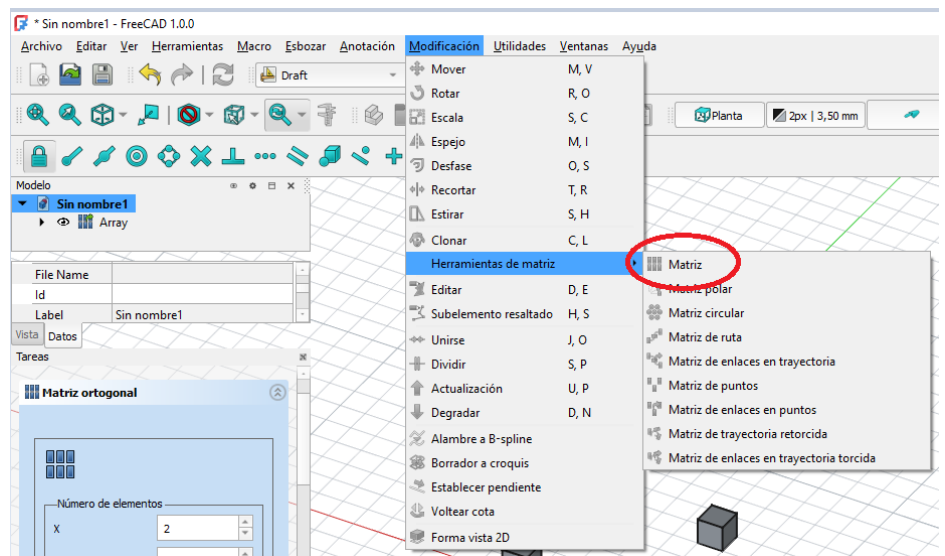 * Sin nombre1 - FreeCAD 1.0.0
Archivo Editar Ver Herramientas Macro Esbozar Anotación Modificación Utilidades Ventanas Ayuda
Draft
Planta 2px | 3,50 mm
Mover M, V
Rotar R, O
Escala S, C
Espejo M, I
Desfase O, S
Recortar T, R
Estirar S, H
Clonar C, L
Herramientas de matriz
Editar D, E
Subelemento resaltado H, S
Unirse J, O
Dividir S, P
Actualización U, P
Degradar D, N
Alambre a B-spline
Borrador a croquis
Establecer pendiente
Voltear cota
Forma vista 2D
Matriz
Matriz polar
Matriz circular
Matriz de ruta
Matriz de enlaces en trayectoria
Matriz de puntos
Matriz de enlaces en puntos
Matriz de trayectoria retorcida
Matriz de enlaces en trayectoria torcida
Modelo
Sin nombre1
Array
File Name
Id
Label Sin nombre1
Vista Datos
Tareas
Matriz ortogonal
Número de elementos
X 2